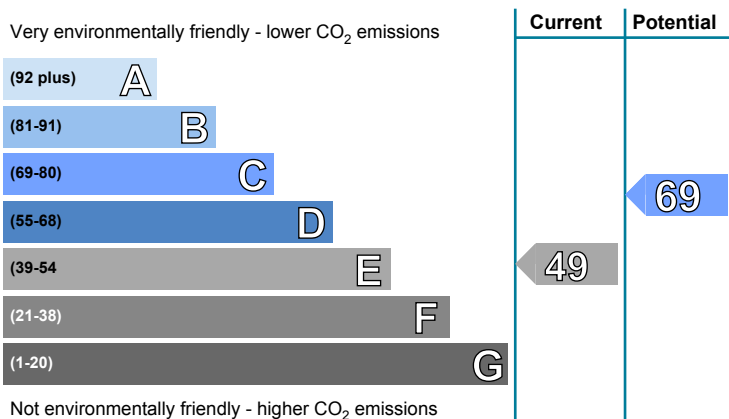 Current Potential
Very environmentally friendly - lower CO2 emissions
(92 plus) A
(81-91) B
(69-80) C
69
(55-68) D
(39-54 E
49
(21-38) F
(1-20) G
Not environmentally friendly - higher CO2 emissions